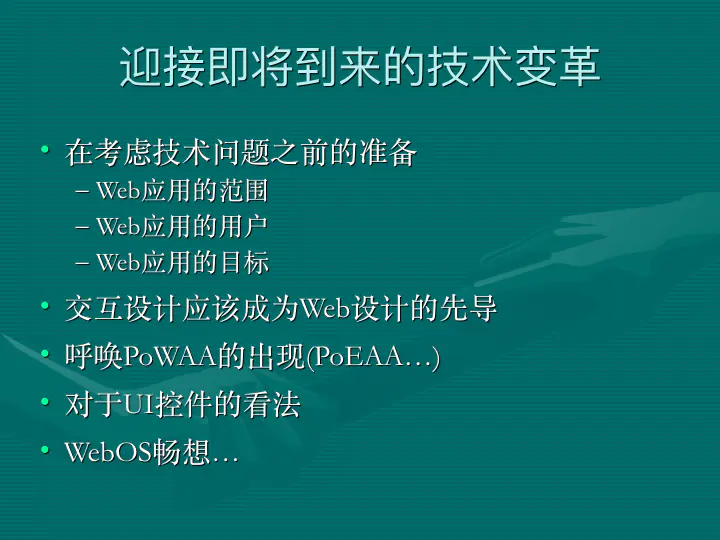 迎接即将到来的技术变革
• 在考虑技术问题之前的准备
– Web应用的范围
– Web应用的用户
– Web应用的目标
• 交互设计应该成为Web设计的先导
• 呼唤PoWAA的出现(PoEAA…)
• 对于UI控件的看法
• WebOS畅想…